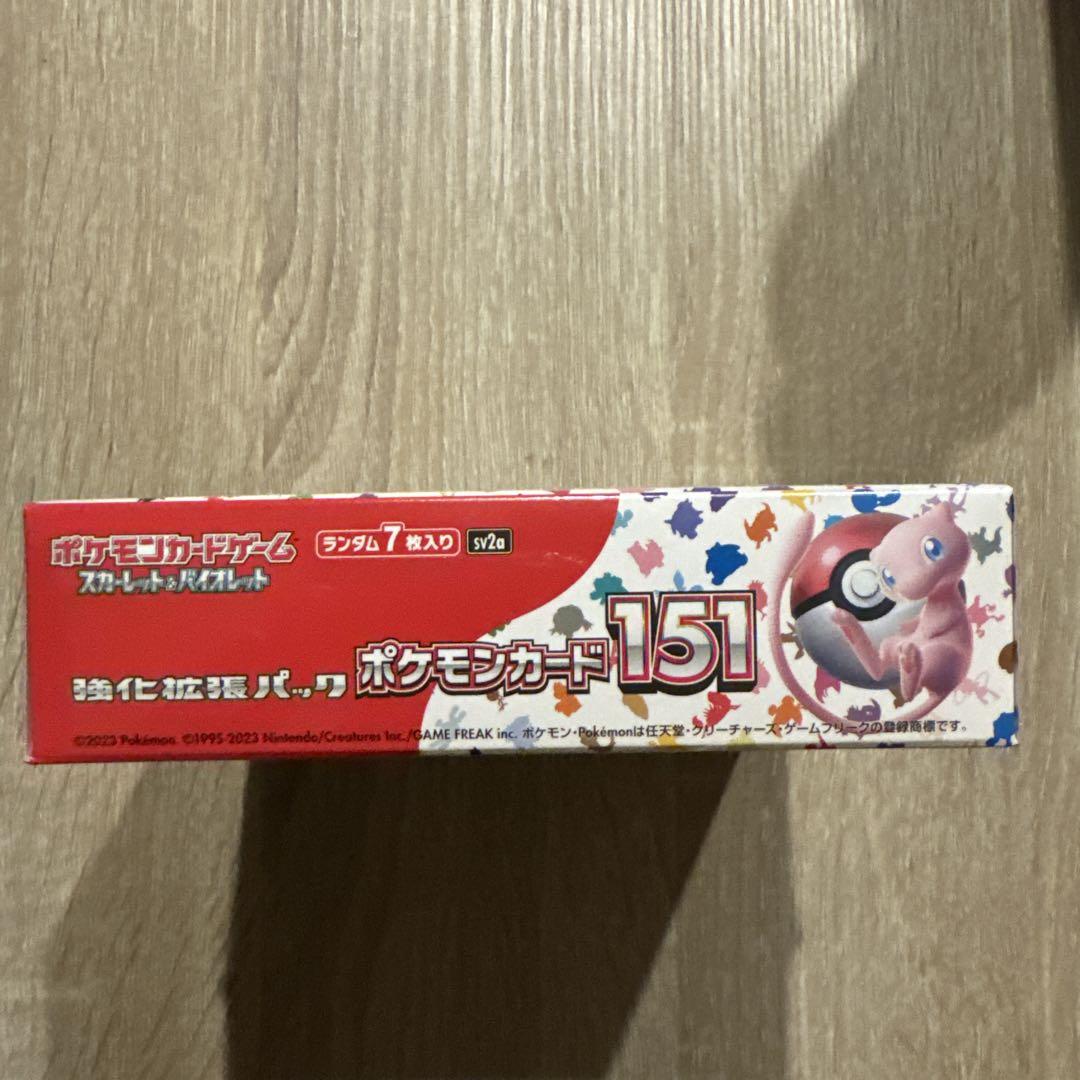 ポケモンカードゲーム
スカーレット&バイオレット
ランダム7枚入り sv2a
強化拡張パック ポケモンカード151
©2023 Pokémon. ©1995-2023 Nintendo/Creatures Inc./GAME FREAK inc. ポケモン・Pokémonは任天堂・クリーチャーズ・ゲームフリークの登録商標です。